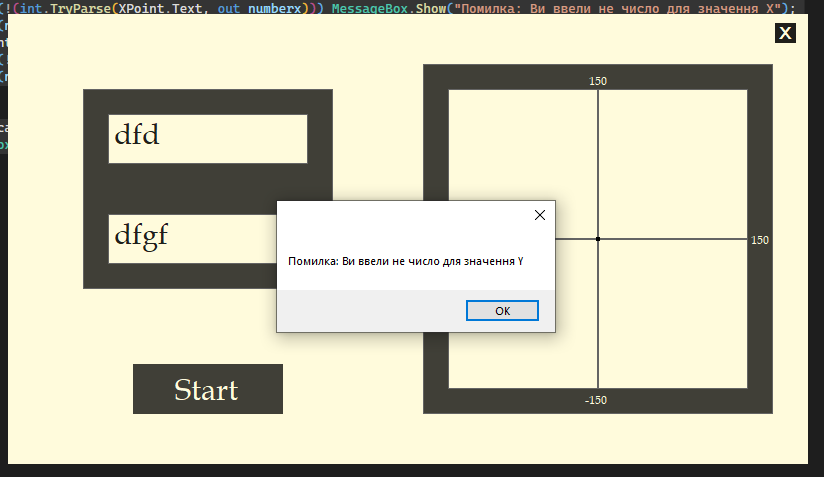 (!(int.TryParse(XPoint.Text, out numberx))) MessageBox.Show("Помилка: Ви ввели не число для значення X");
X
150
dfd
dfgf
150
Помилка: Ви ввели не число для значення Y
OK
Start
-150